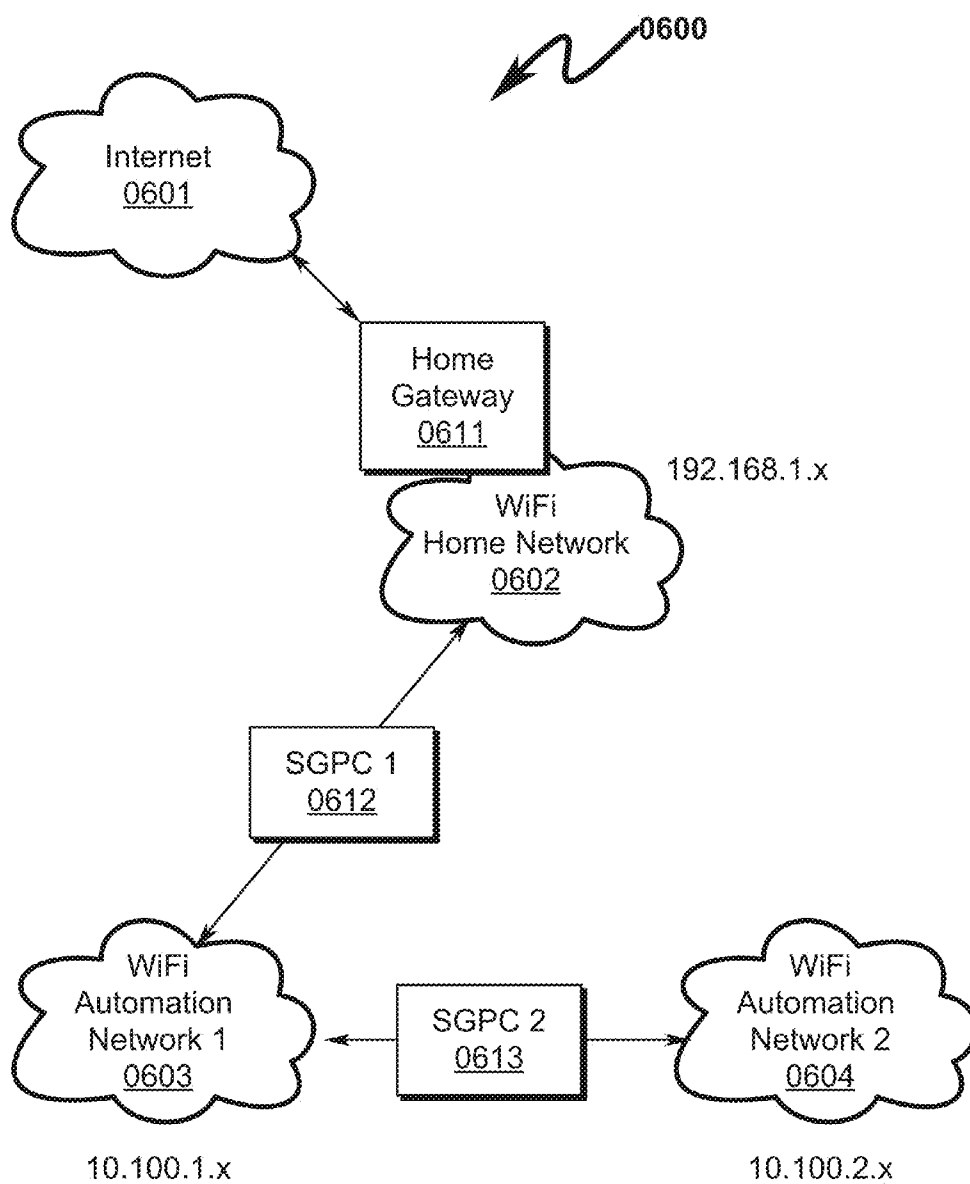 0600
Internet
0601
Home
Gateway
0611
192.168.1.x
WiFi
Home Network
0602
SGPC 1
0612
WiFi
Automation
Network 1
0603
SGPC 2
0613
WiFi
Automation
Network 2
0604
10.100.1.x
10.100.2.x